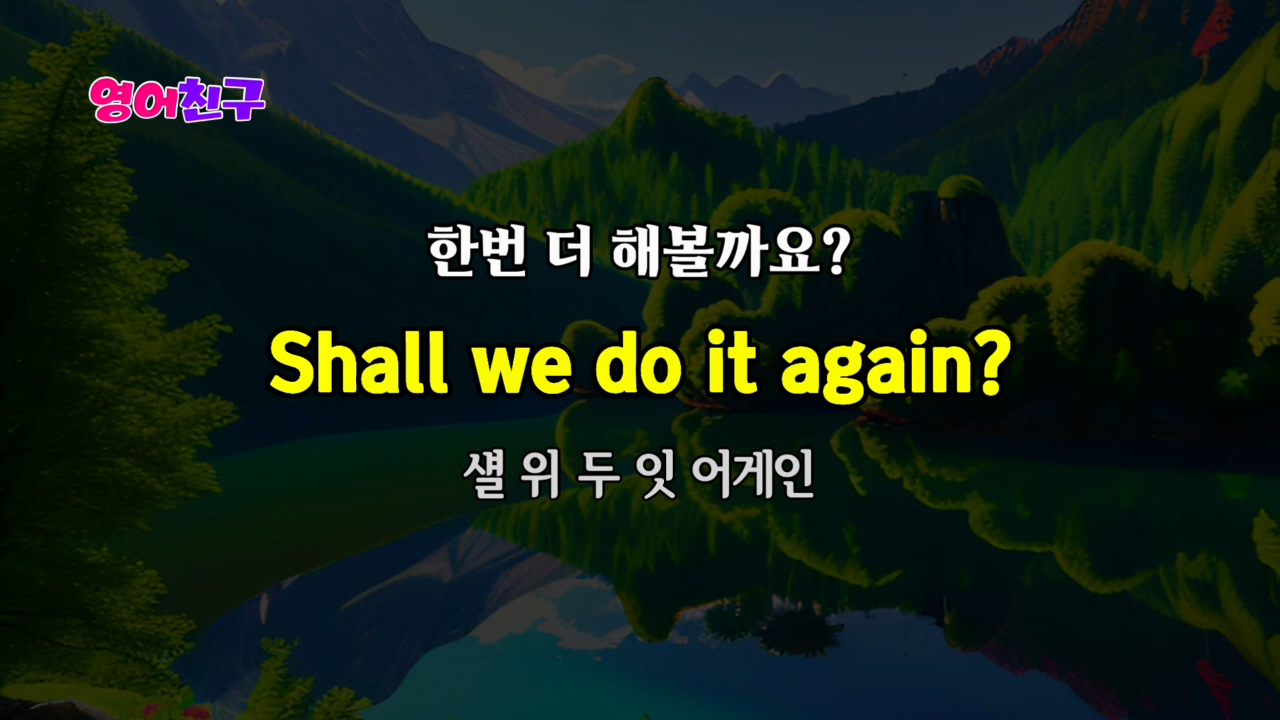 영어친구
한번 더 해볼까요?
Shall we do it again?
섈 위 두 잇 어게인